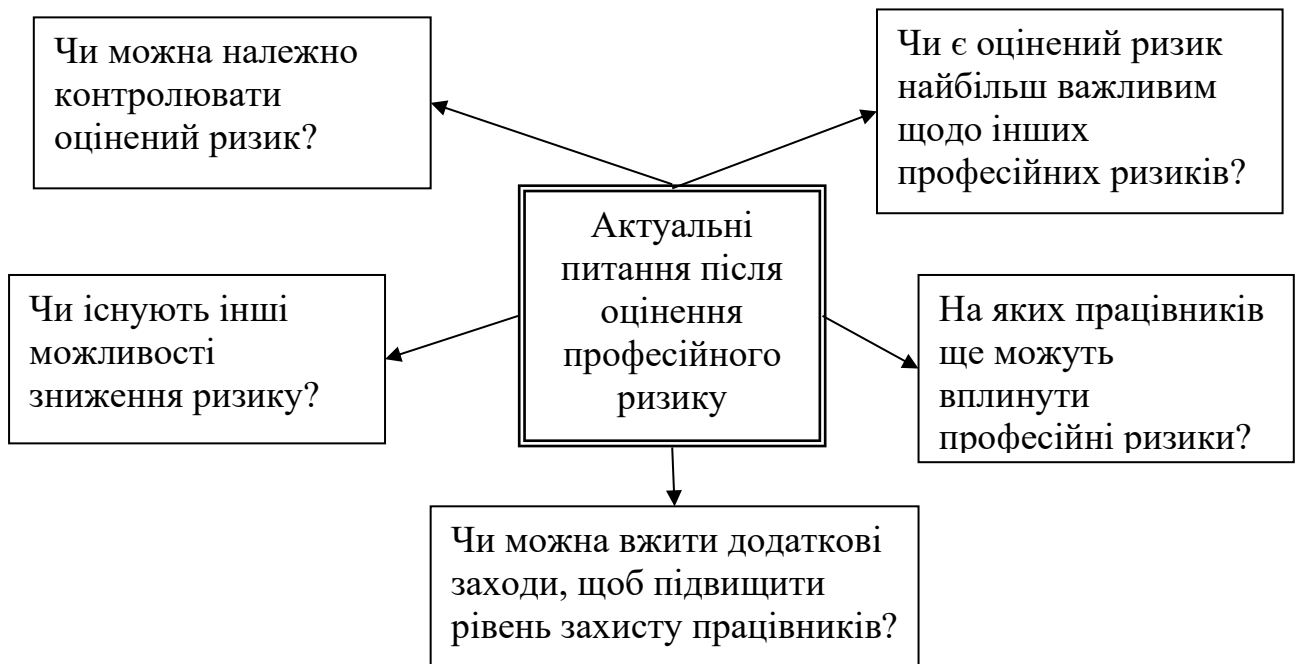 Чи можна належно
контролювати
оцінений ризик?
Чи є оцінений ризик
найбільш важливим
щодо інших
професійних ризиків?
Актуальні
питання після
оцінення
професійного
ризику
Чи існують інші
можливості
зниження ризику?
На яких працівників
ще можуть
вплинути
професійні ризики?
Чи можна вжити додаткові
заходи, щоб підвищити
рівень захисту працівників?